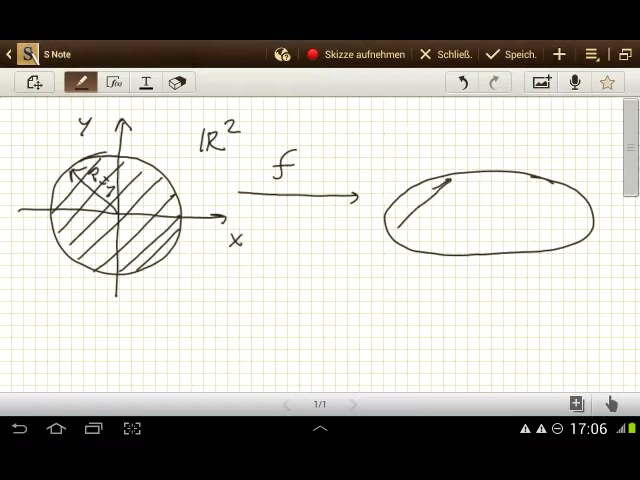 S Note
Skizze aufnehmen
Schließ.
Speich.
f(x)
T
y
ℝ²
f
R=1
x
1/1
17:06